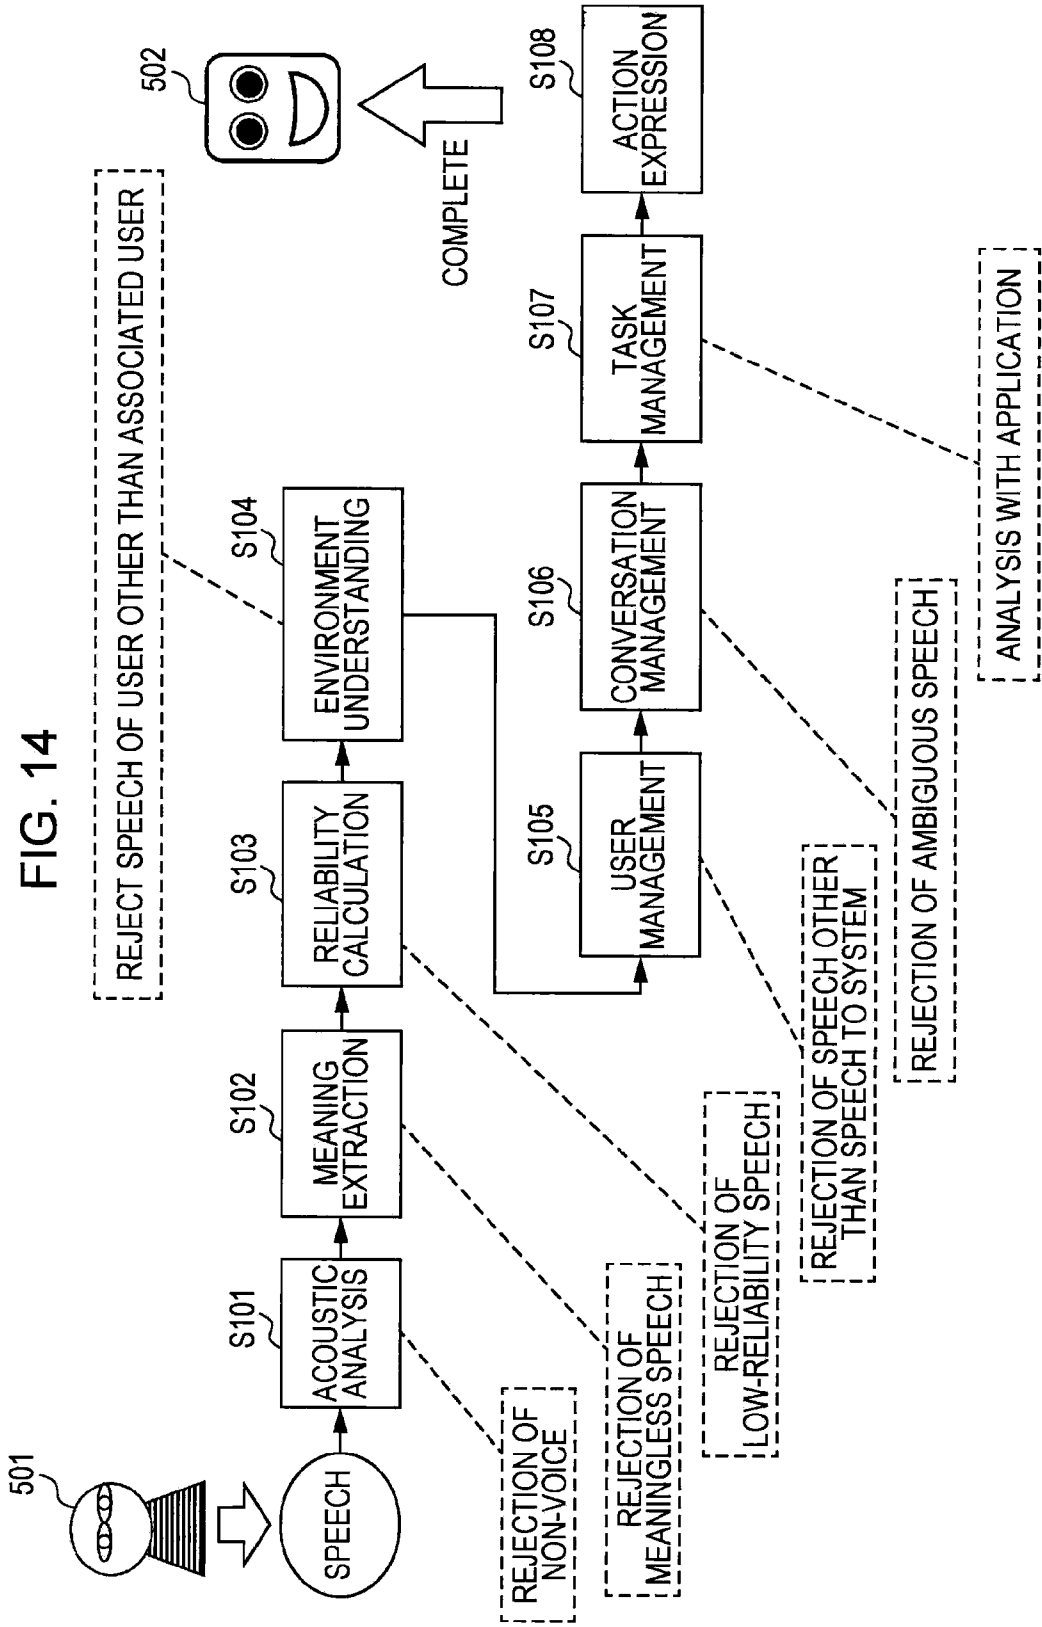 FIG. 14
REJECT SPEECH OF USER OTHER THAN ASSOCIATED USER
501
502
SPEECH
S101
ACOUSTIC
ANALYSIS
S102
MEANING
EXTRACTION
S103
RELIABILITY
CALCULATION
S104
ENVIRONMENT
UNDERSTANDING
COMPLETE
S105
USER
MANAGEMENT
S106
CONVERSATION
MANAGEMENT
S107
TASK
MANAGEMENT
S108
ACTION
EXPRESSION
REJECTION OF
NON-VOICE
REJECTION OF
MEANINGLESS SPEECH
REJECTION OF
LOW-RELIABILITY SPEECH
REJECTION OF SPEECH OTHER
THAN SPEECH TO SYSTEM
REJECTION OF AMBIGUOUS SPEECH
ANALYSIS WITH APPLICATION